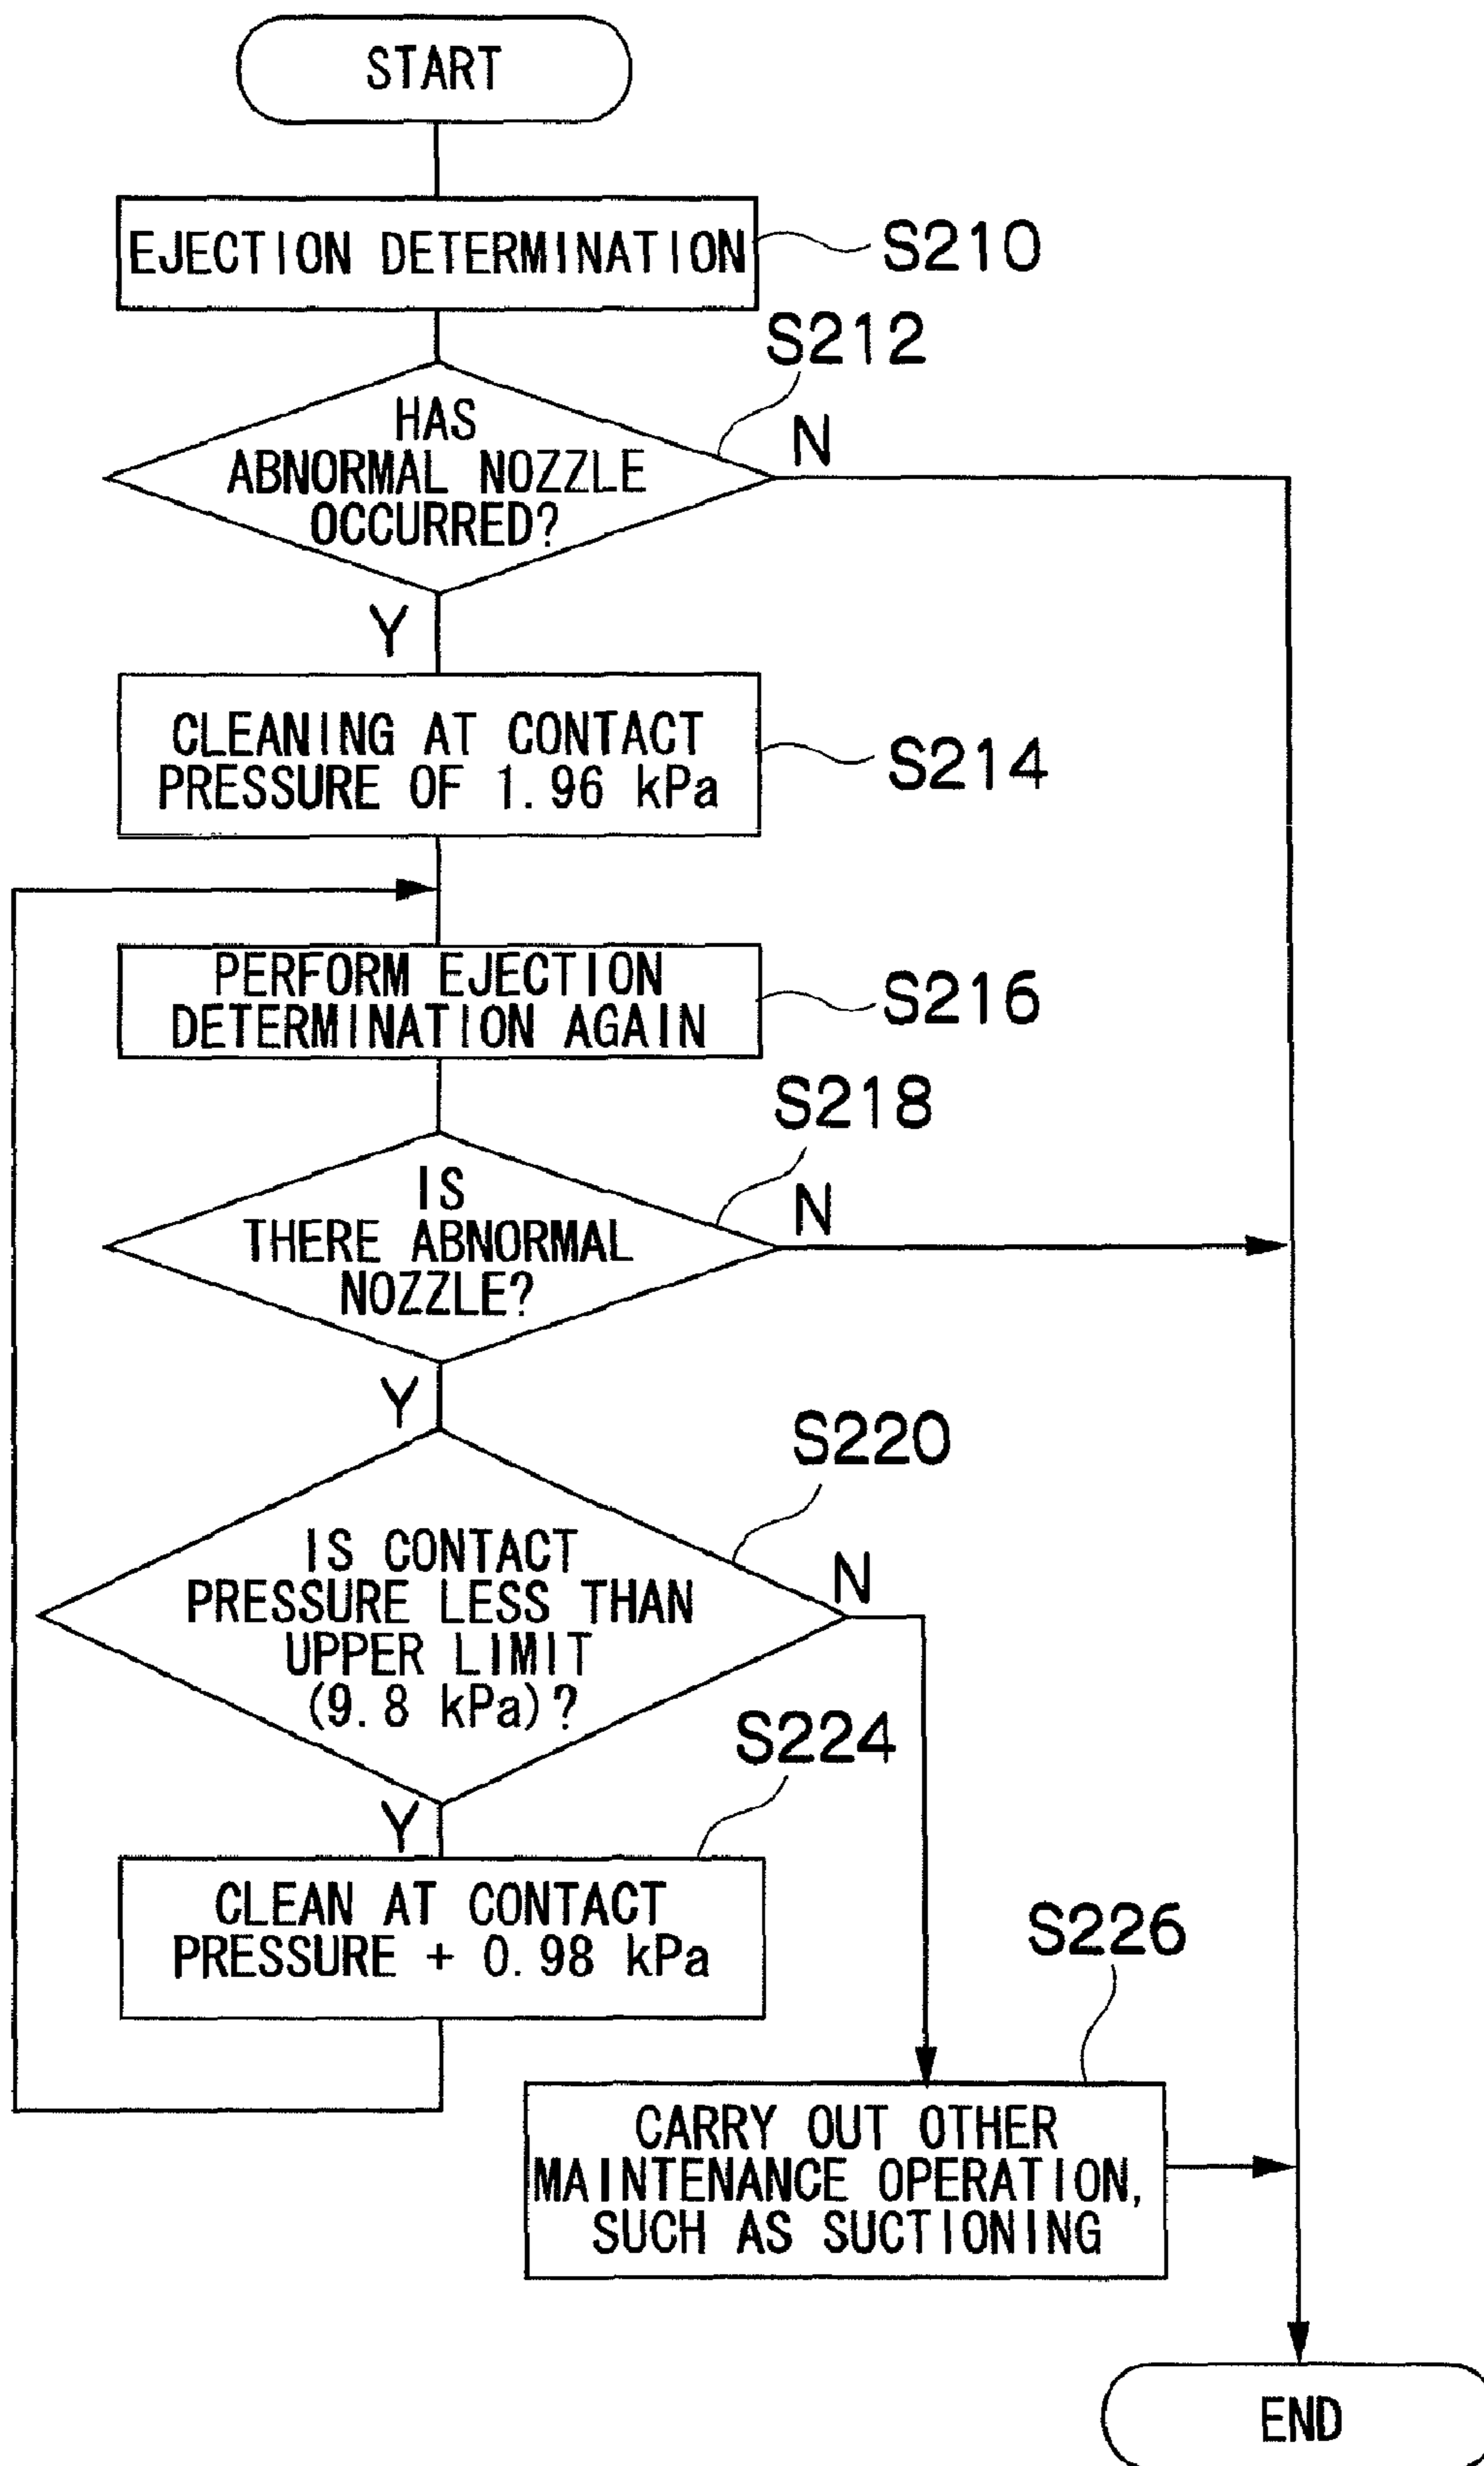 START
EJECTION DETERMINATION
S210
S212
HAS
ABNORMAL NOZZLE
OCCURRED?
N
Y
CLEANING AT CONTACT
PRESSURE OF 1.96 kPa
S214
PERFORM EJECTION
DETERMINATION AGAIN
S216
S218
IS
THERE ABNORMAL
NOZZLE?
N
Y
S220
IS CONTACT
PRESSURE LESS THAN
UPPER LIMIT
(9.8 kPa)?
N
S224
Y
CLEAN AT CONTACT
PRESSURE + 0.98 kPa
S226
CARRY OUT OTHER
MAINTENANCE OPERATION,
SUCH AS SUCTIONING
END